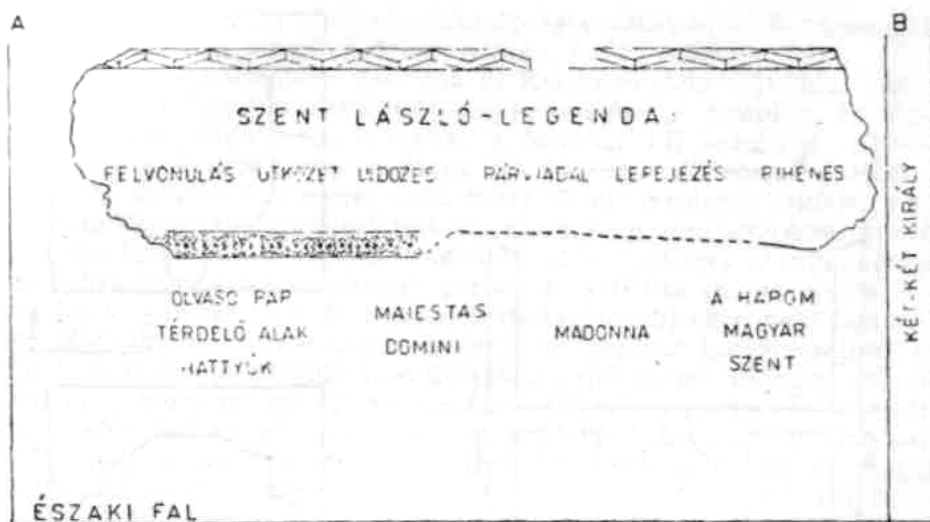 A B
SZENT LÁSZLÓ-LEGENDA:
FELVONULÁS ÜTKÖZET ÜLDÖZÉS PÁRVIADAL LEFEJEZÉS PIHENÉS
OLVASÓ PAP
TÉRDELŐ ALAK
HATTYÚK
MAIESTAS
DOMINI
MADONNA
A HÁROM
MAGYAR
SZENT
KÉT-KÉT KIRÁLY
ÉSZAKI FAL